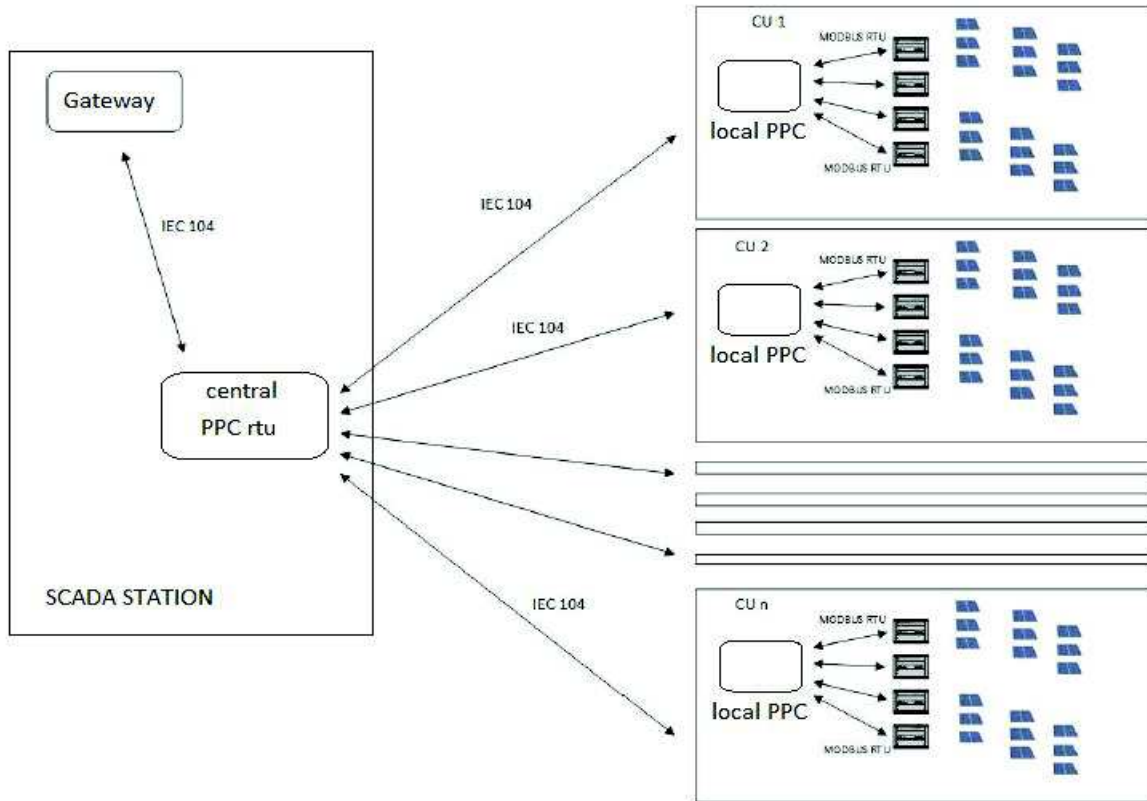 Gateway
IEC 104
central
PPC rtu
SCADA STATION
IEC 104
IEC 104
IEC 104
CU 1
MODBUS RTU
local PPC
MODBUS RTU
CU 2
MODBUS RTU
local PPC
MODBUS RTU
CU n
MODBUS RTU
local PPC
MODBUS RTU